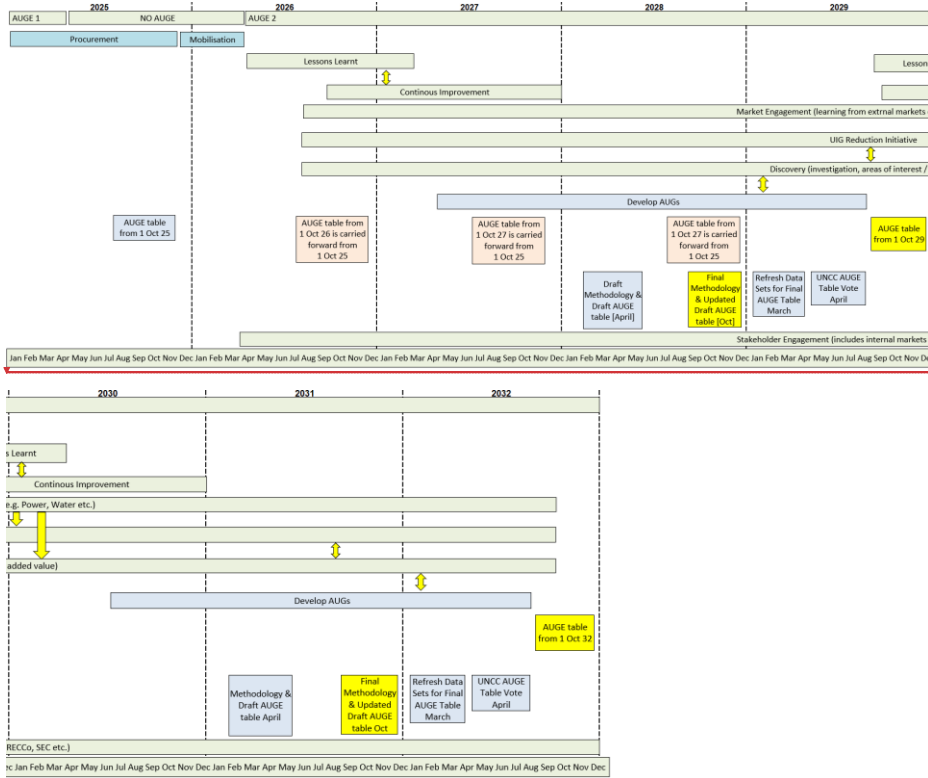 2025 2026 2027 2028 2029
AUGE 1 NO AUGE AUGE 2
Procurement Mobilisation
Lessons Learnt Lesson
Continous Improvement
Market Engagement (learning from extrnal markets
UIG Reduction Initiative
Discovery (investigation, areas of interest /
Develop AUGs
AUGE table
from 1 Oct 25
AUGE table from
1 Oct 26 is carried
forward from
1 Oct 25
AUGE table from
1 Oct 27 is carried
forward from
1 Oct 25
AUGE table from
1 Oct 27 is carried
forward from
1 Oct 25
AUGE table
from 1 Oct 29
Draft
Methodology &
Draft AUGE
table [April]
Final
Methodology
& Updated
Draft AUGE
table [Oct]
Refresh Data
Sets for Final
AUGE Table
March
UNCC AUGE
Table Vote
April
Stakeholder Engagement (includes internal markets
Jan Feb Mar Apr May Jun Jul Aug Sep Oct Nov Dec Jan Feb Mar Apr May Jun Jul Aug Sep Oct Nov Dec Jan Feb Mar Apr May Jun Jul Aug Sep Oct Nov Dec Jan Feb Mar Apr May Jun Jul Aug Sep Oct Nov Dec Jan Feb Mar Apr May Jun Jul Aug Sep Oct Nov De
2030 2031 2032
s Learnt
Continous Improvement
e.g. Power, Water etc.)
added value)
Develop AUGs
AUGE table
from 1 Oct 32
Methodology &
Draft AUGE
table April
Final
Methodology
& Updated
Draft AUGE
table Oct
Refresh Data
Sets for Final
AUGE Table
March
UNCC AUGE
Table Vote
April
RECCo, SEC etc.)
ec Jan Feb Mar Apr May Jun Jul Aug Sep Oct Nov Dec Jan Feb Mar Apr May Jun Jul Aug Sep Oct Nov Dec Jan Feb Mar Apr May Jun Jul Aug Sep Oct Nov Dec